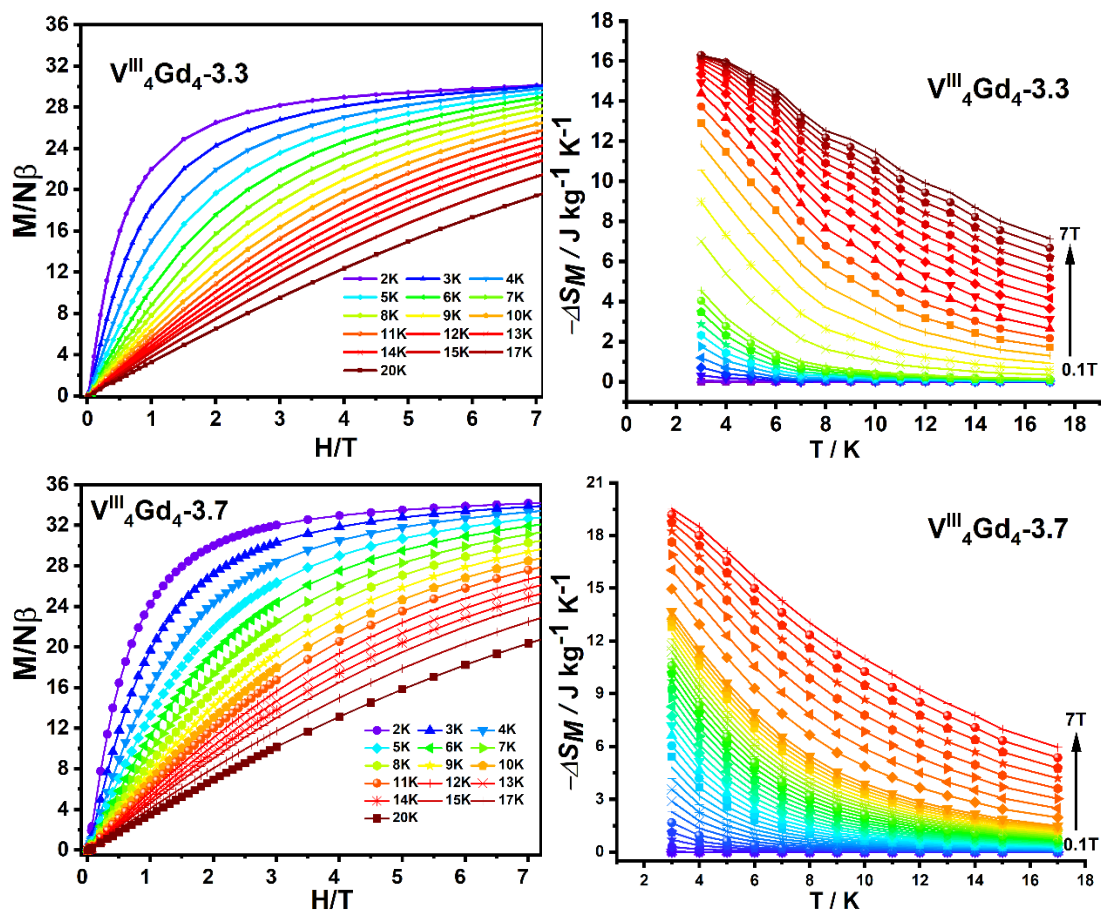 V^III_4Gd_4-3.3
M/Nβ
36
32
28
24
20
16
12
8
4
0
2K 3K 4K
5K 6K 7K
8K 9K 10K
11K 12K 13K
14K 15K 17K
20K
0 1 2 3 4 5 6 7
H/T
V^III_4Gd_4-3.3
−ΔS_M / J kg^-1 K^-1
18
16
14
12
10
8
6
4
2
0
7T
0.1T
0 2 4 6 8 10 12 14 16 18
T / K
V^III_4Gd_4-3.7
M/Nβ
36
32
28
24
20
16
12
8
4
0
2K 3K 4K
5K 6K 7K
8K 9K 10K
11K 12K 13K
14K 15K 17K
20K
0 1 2 3 4 5 6 7
H/T
V^III_4Gd_4-3.7
−ΔS_M / J kg^-1 K^-1
21
18
15
12
9
6
3
0
7T
0.1T
2 4 6 8 10 12 14 16 18
T / K